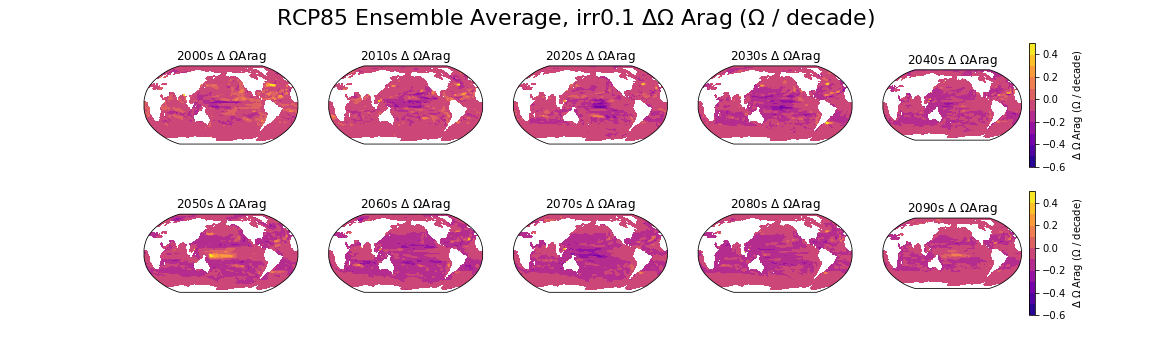 RCP85 Ensemble Average, irr0.1 ΔΩ Arag (Ω / decade)
2000s Δ ΩArag
2010s Δ ΩArag
2020s Δ ΩArag
2030s Δ ΩArag
2040s Δ ΩArag
0.4
0.2
0.0
−0.2
−0.4
−0.6
Δ Ω Arag (Ω / decade)
2050s Δ ΩArag
2060s Δ ΩArag
2070s Δ ΩArag
2080s Δ ΩArag
2090s Δ ΩArag
0.4
0.2
0.0
−0.2
−0.4
−0.6
Δ Ω Arag (Ω / decade)